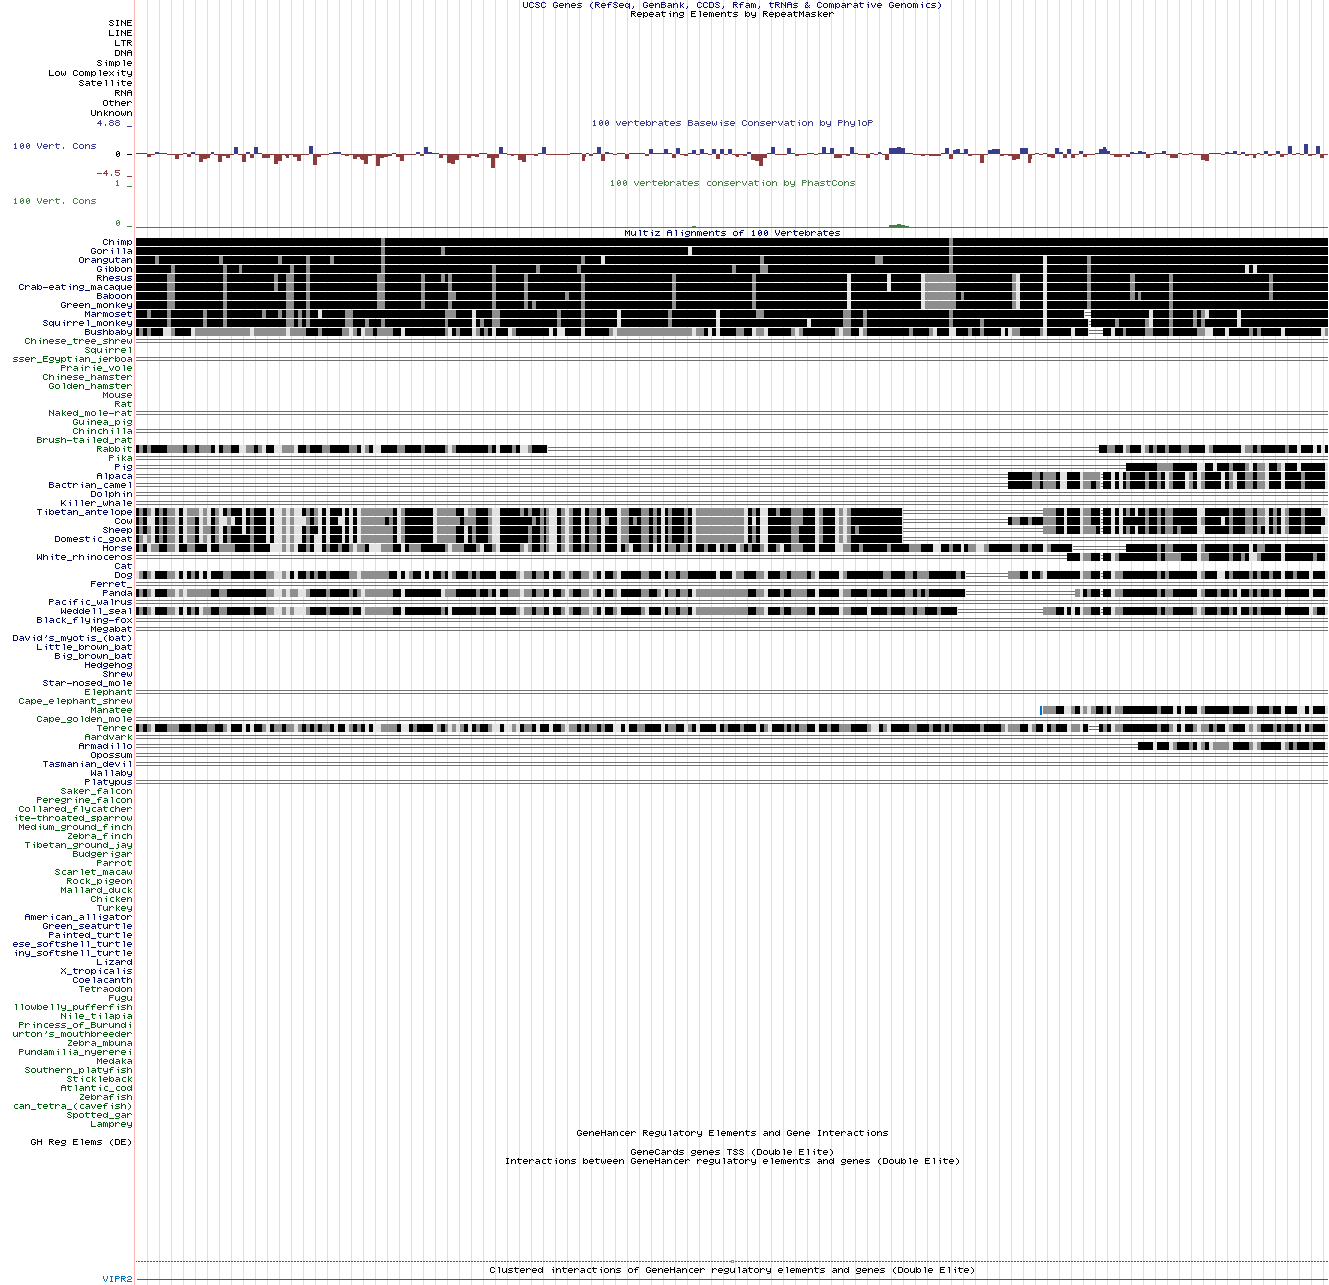 UCSC Genes (RefSeq, GenBank, CCDS, Rfam, tRNAs & Comparative Genomics)
Repeating Elements by RepeatMasker
SINE
LINE
LTR
DNA
Simple
Low Complexity
Satellite
RNA
Other
Unknown
4.88 _
100 vertebrates Basewise Conservation by PhyloP
100 Vert. Cons
0 -
-4.5 _
1 _
100 vertebrates conservation by PhastCons
100 Vert. Cons
0 _
Multiz Alignments of 100 Vertebrates
Chimp
Gorilla
Orangutan
Gibbon
Rhesus
Crab-eating_macaque
Baboon
Green_monkey
Marmoset
Squirrel_monkey
Bushbaby
Chinese_tree_shrew
Squirrel
sser_Egyptian_jerboa
Prairie_vole
Chinese_hamster
Golden_hamster
Mouse
Rat
Naked_mole-rat
Guinea_pig
Chinchilla
Brush-tailed_rat
Rabbit
Pika
Pig
Alpaca
Bactrian_camel
Dolphin
Killer_whale
Tibetan_antelope
Cow
Sheep
Domestic_goat
Horse
White_rhinoceros
Cat
Dog
Ferret_
Panda
Pacific_walrus
Weddell_seal
Black_flying-fox
Megabat
David's_myotis_(bat)
Little_brown_bat
Big_brown_bat
Hedgehog
Shrew
Star-nosed_mole
Elephant
Cape_elephant_shrew
Manatee
Cape_golden_mole
Tenrec
Aardvark
Armadillo
Opossum
Tasmanian_devil
Wallaby
Platypus
Saker_falcon
Peregrine_falcon
Collared_flycatcher
ite-throated_sparrow
Medium_ground_finch
Zebra_finch
Tibetan_ground_jay
Budgerigar
Parrot
Scarlet_macaw
Rock_pigeon
Mallard_duck
Chicken
Turkey
American_alligator
Green_seaturtle
Painted_turtle
ese_softshell_turtle
iny_softshell_turtle
Lizard
X_tropicalis
Coelacanth
Tetraodon
Fugu
llowbelly_pufferfish
Nile_tilapia
Princess_of_Burundi
urton's_mouthbreeder
Zebra_mbuna
Pundamilia_nyererei
Medaka
Southern_platyfish
Stickleback
Atlantic_cod
Zebrafish
can_tetra_(cavefish)
Spotted_gar
Lamprey
GeneHancer Regulatory Elements and Gene Interactions
GH Reg Elems (DE)
GeneCards genes TSS (Double Elite)
Interactions between GeneHancer regulatory elements and genes (Double Elite)
Clustered interactions of GeneHancer regulatory elements and genes (Double Elite)
VIPR2